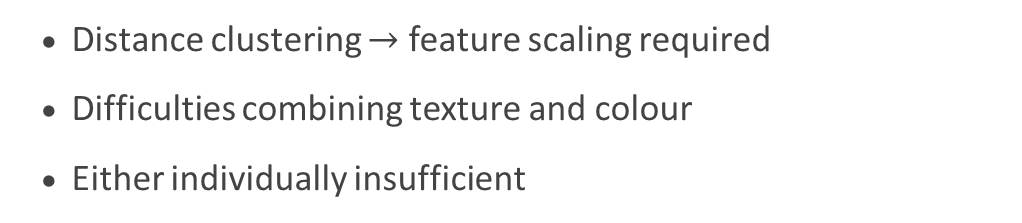 • Distance clustering → feature scaling required
• Difficulties combining texture and colour
• Either individually insufficient